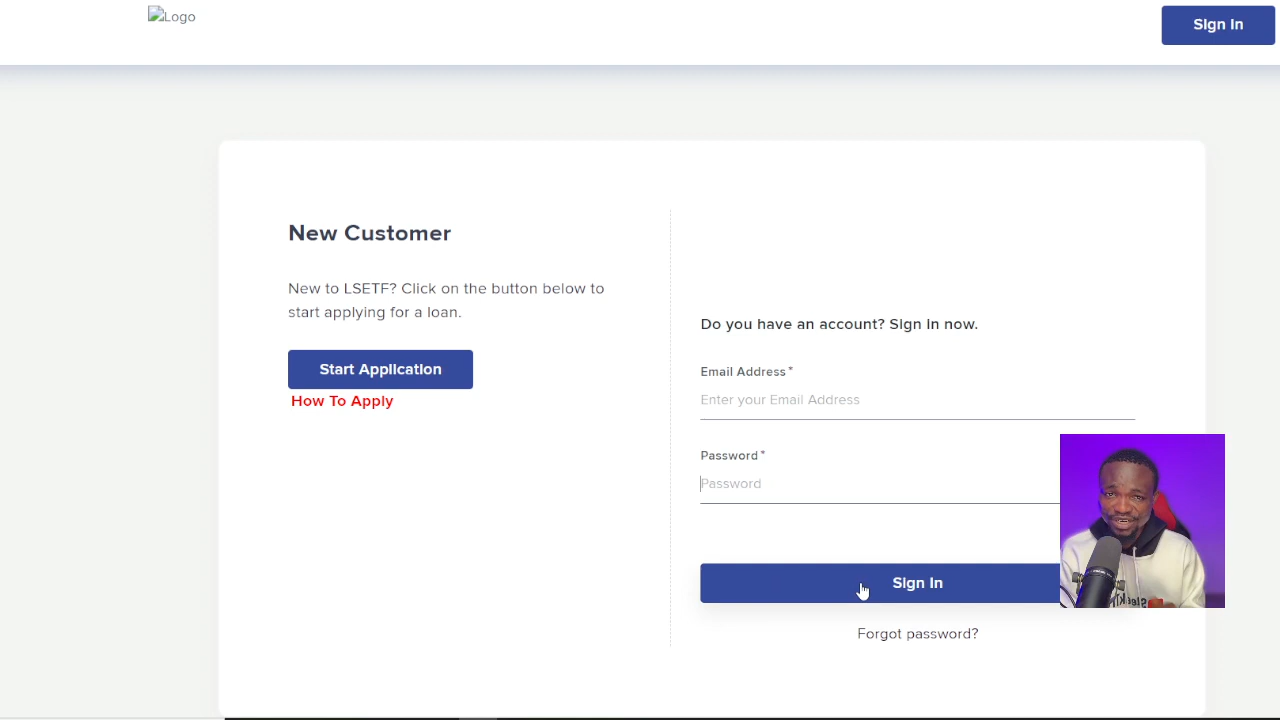 Logo
Sign In
New Customer
New to LSETF? Click on the button below to
start applying for a loan.
Start Application
How To Apply
Do you have an account? Sign in now.
Email Address*
Enter your Email Address
Password*
Password
Sign In
Forgot password?